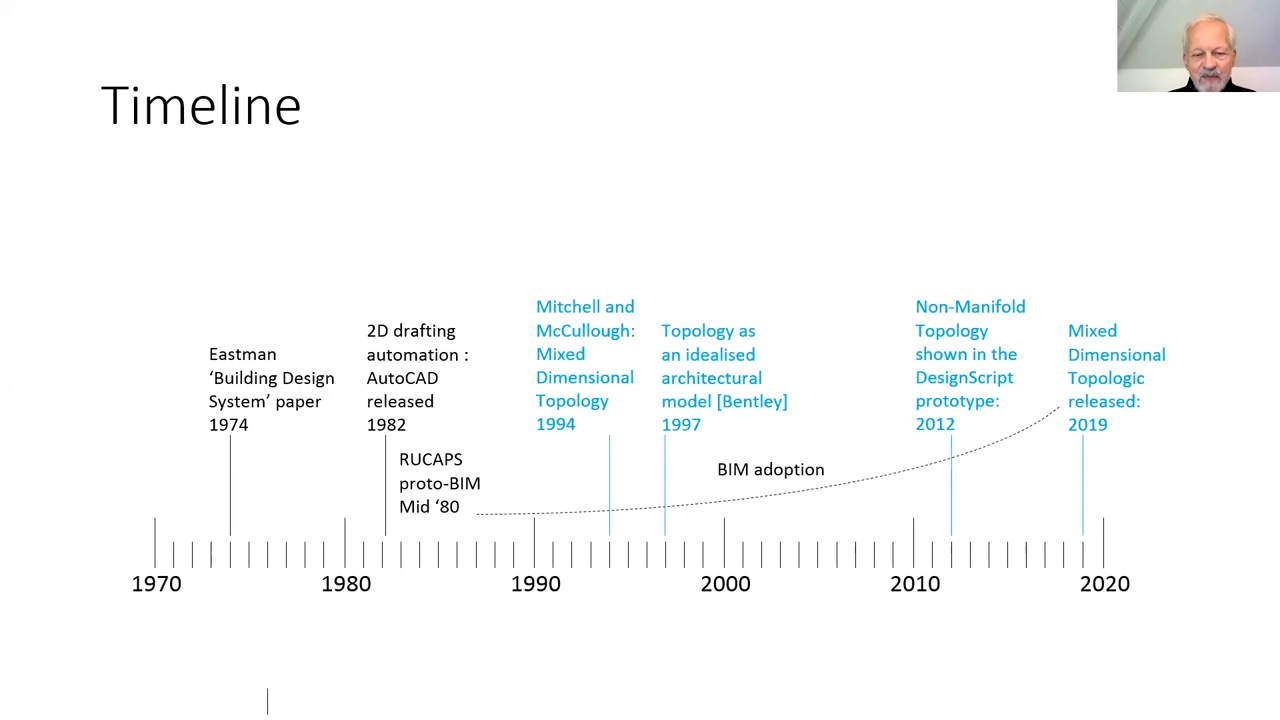 Timeline
Eastman
‘Building Design
System’ paper
1974
2D drafting
automation :
AutoCAD
released
1982
RUCAPS
proto-BIM
Mid ‘80
Mitchell and
McCullough:
Mixed
Dimensional
Topology
1994
Topology as
an idealised
architectural
model [Bentley]
1997
BIM adoption
Non-Manifold
Topology
shown in the
DesignScript
prototype:
2012
Mixed
Dimensional
Topologic
released:
2019
1970
1980
1990
2000
2010
2020